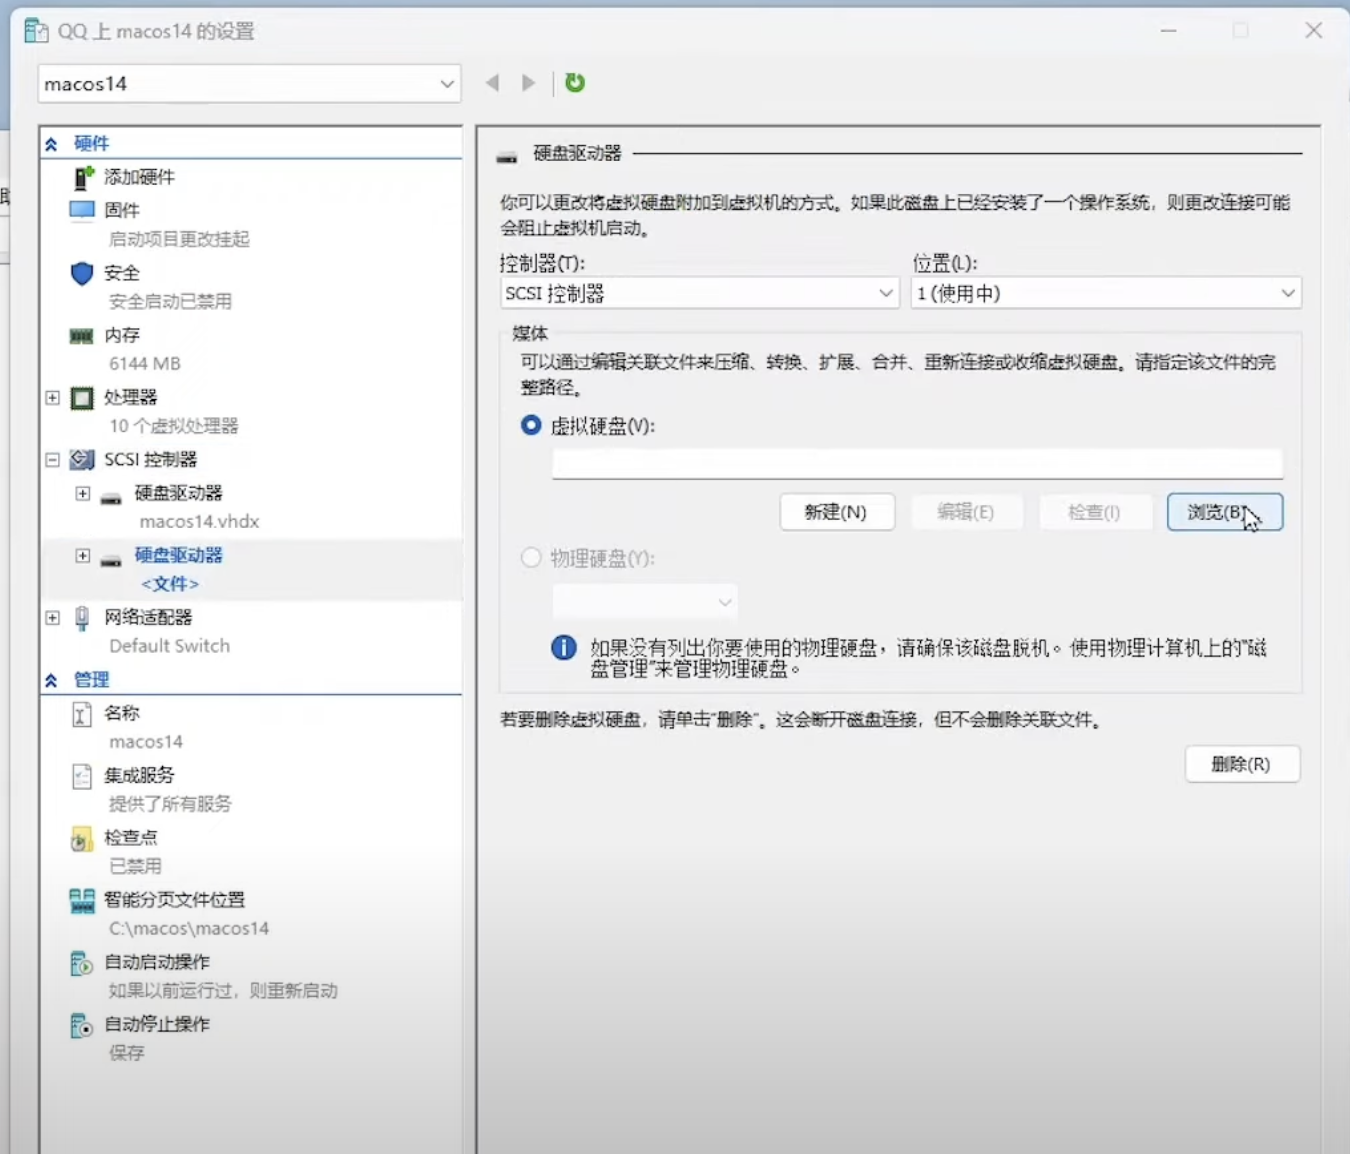 QQ 上 macos14 的设置
macos14
硬件
添加硬件
固件
启动项目更改挂起
安全
安全启动已禁用
内存
6144 MB
处理器
10 个虚拟处理器
SCSI 控制器
硬盘驱动器
macos14.vhdx
硬盘驱动器
<文件>
网络适配器
Default Switch
管理
名称
macos14
集成服务
提供了所有服务
检查点
已禁用
智能分页文件位置
C:\macos\macos14
自动启动操作
如果以前运行过，则重新启动
自动停止操作
保存
硬盘驱动器
你可以更改将虚拟硬盘附加到虚拟机的方式。如果此磁盘上已经安装了一个操作系统，则更改连接可能
会阻止虚拟机启动。
控制器(T):
位置(L):
SCSI 控制器
1 (使用中)
媒体
可以通过编辑关联文件来压缩、转换、扩展、合并、重新连接或收缩虚拟硬盘。请指定该文件的完
整路径。
虚拟硬盘(V):
新建(N)
编辑(E)
检查(I)
浏览(B)
物理硬盘(Y):
如果没有列出你要使用的物理硬盘，请确保该磁盘脱机。使用物理计算机上的"磁
盘管理"来管理物理硬盘。
若要删除虚拟硬盘，请单击"删除"。这会断开磁盘连接，但不会删除关联文件。
删除(R)